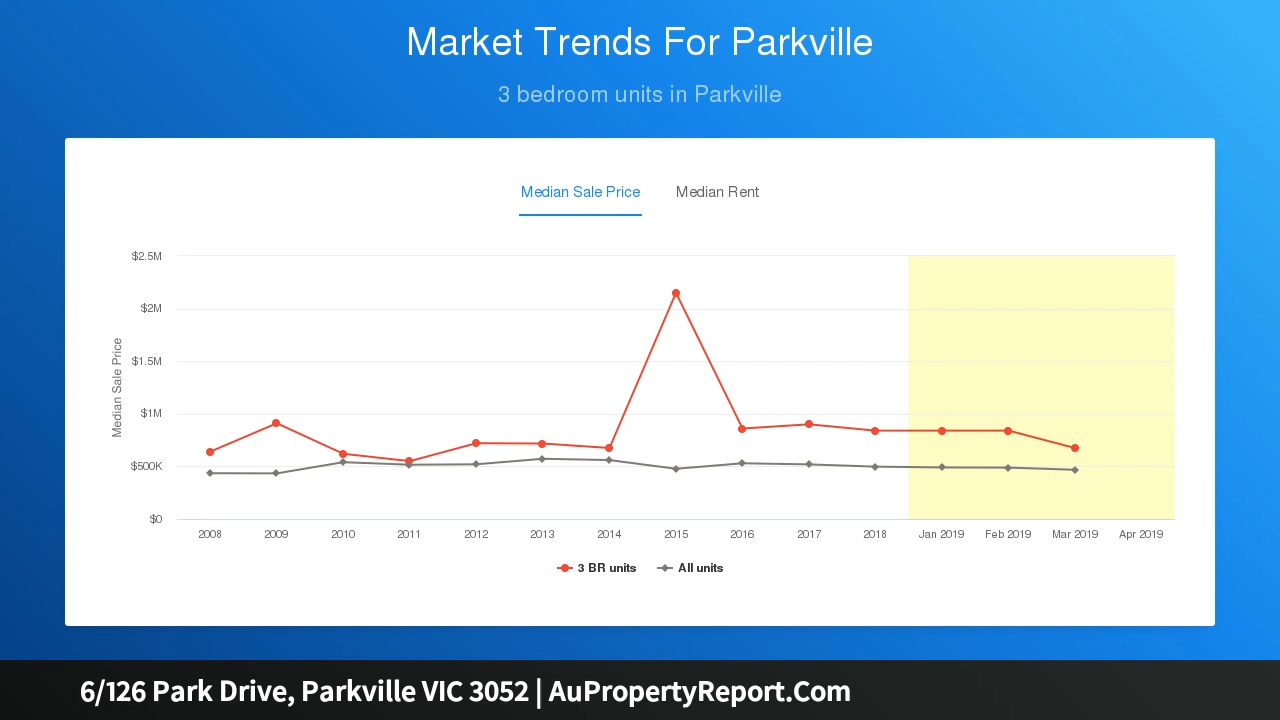 Market Trends For Parkville
3 bedroom units in Parkville
Median Sale Price Median Rent
Median Sale Price
$2.5M
$2M
$1.5M
$1M
$500K
$0
2008 2009 2010 2011 2012 2013 2014 2015 2016 2017 2018 Jan 2019 Feb 2019 Mar 2019 Apr 2019
3 BR units All units
6/126 Park Drive, Parkville VIC 3052 | AuPropertyReport.Com